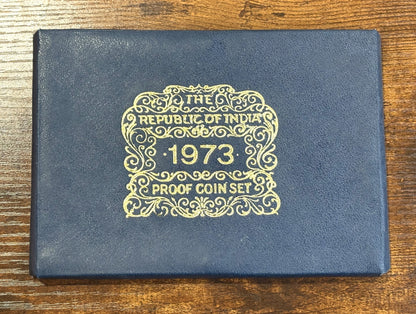 THE
REPUBLIC OF INDIA
·1973·
PROOF COIN SET